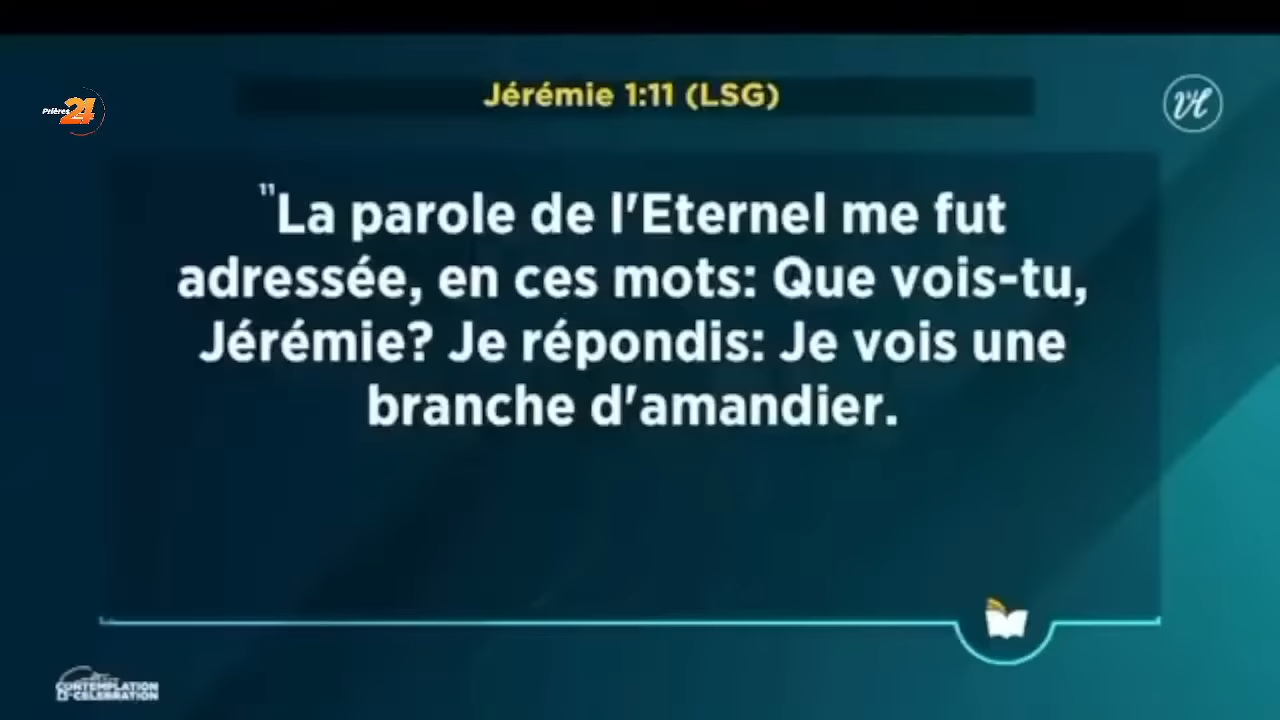 Jérémie 1:11 (LSG)
Prières 24
11La parole de l'Eternel me fut
adressée, en ces mots: Que vois-tu,
Jérémie? Je répondis: Je vois une
branche d'amandier.
CONTEMPLATION
& CELEBRATION